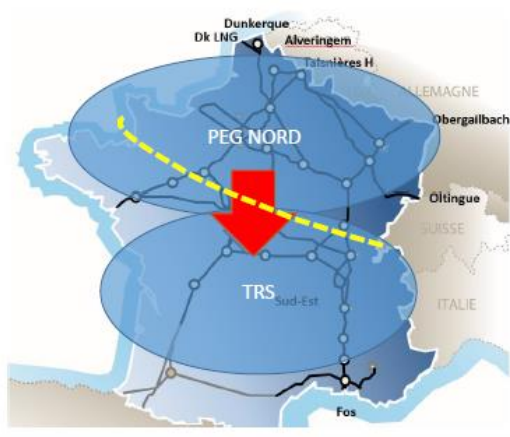 Dunkerque
Dk LNG
Alveringem
Taisnières H
ALLEMAGNE
PEG NORD
Obergailbach
Oltingue
SUISSE
TRS
Sud-Est
ITALIE
Fos